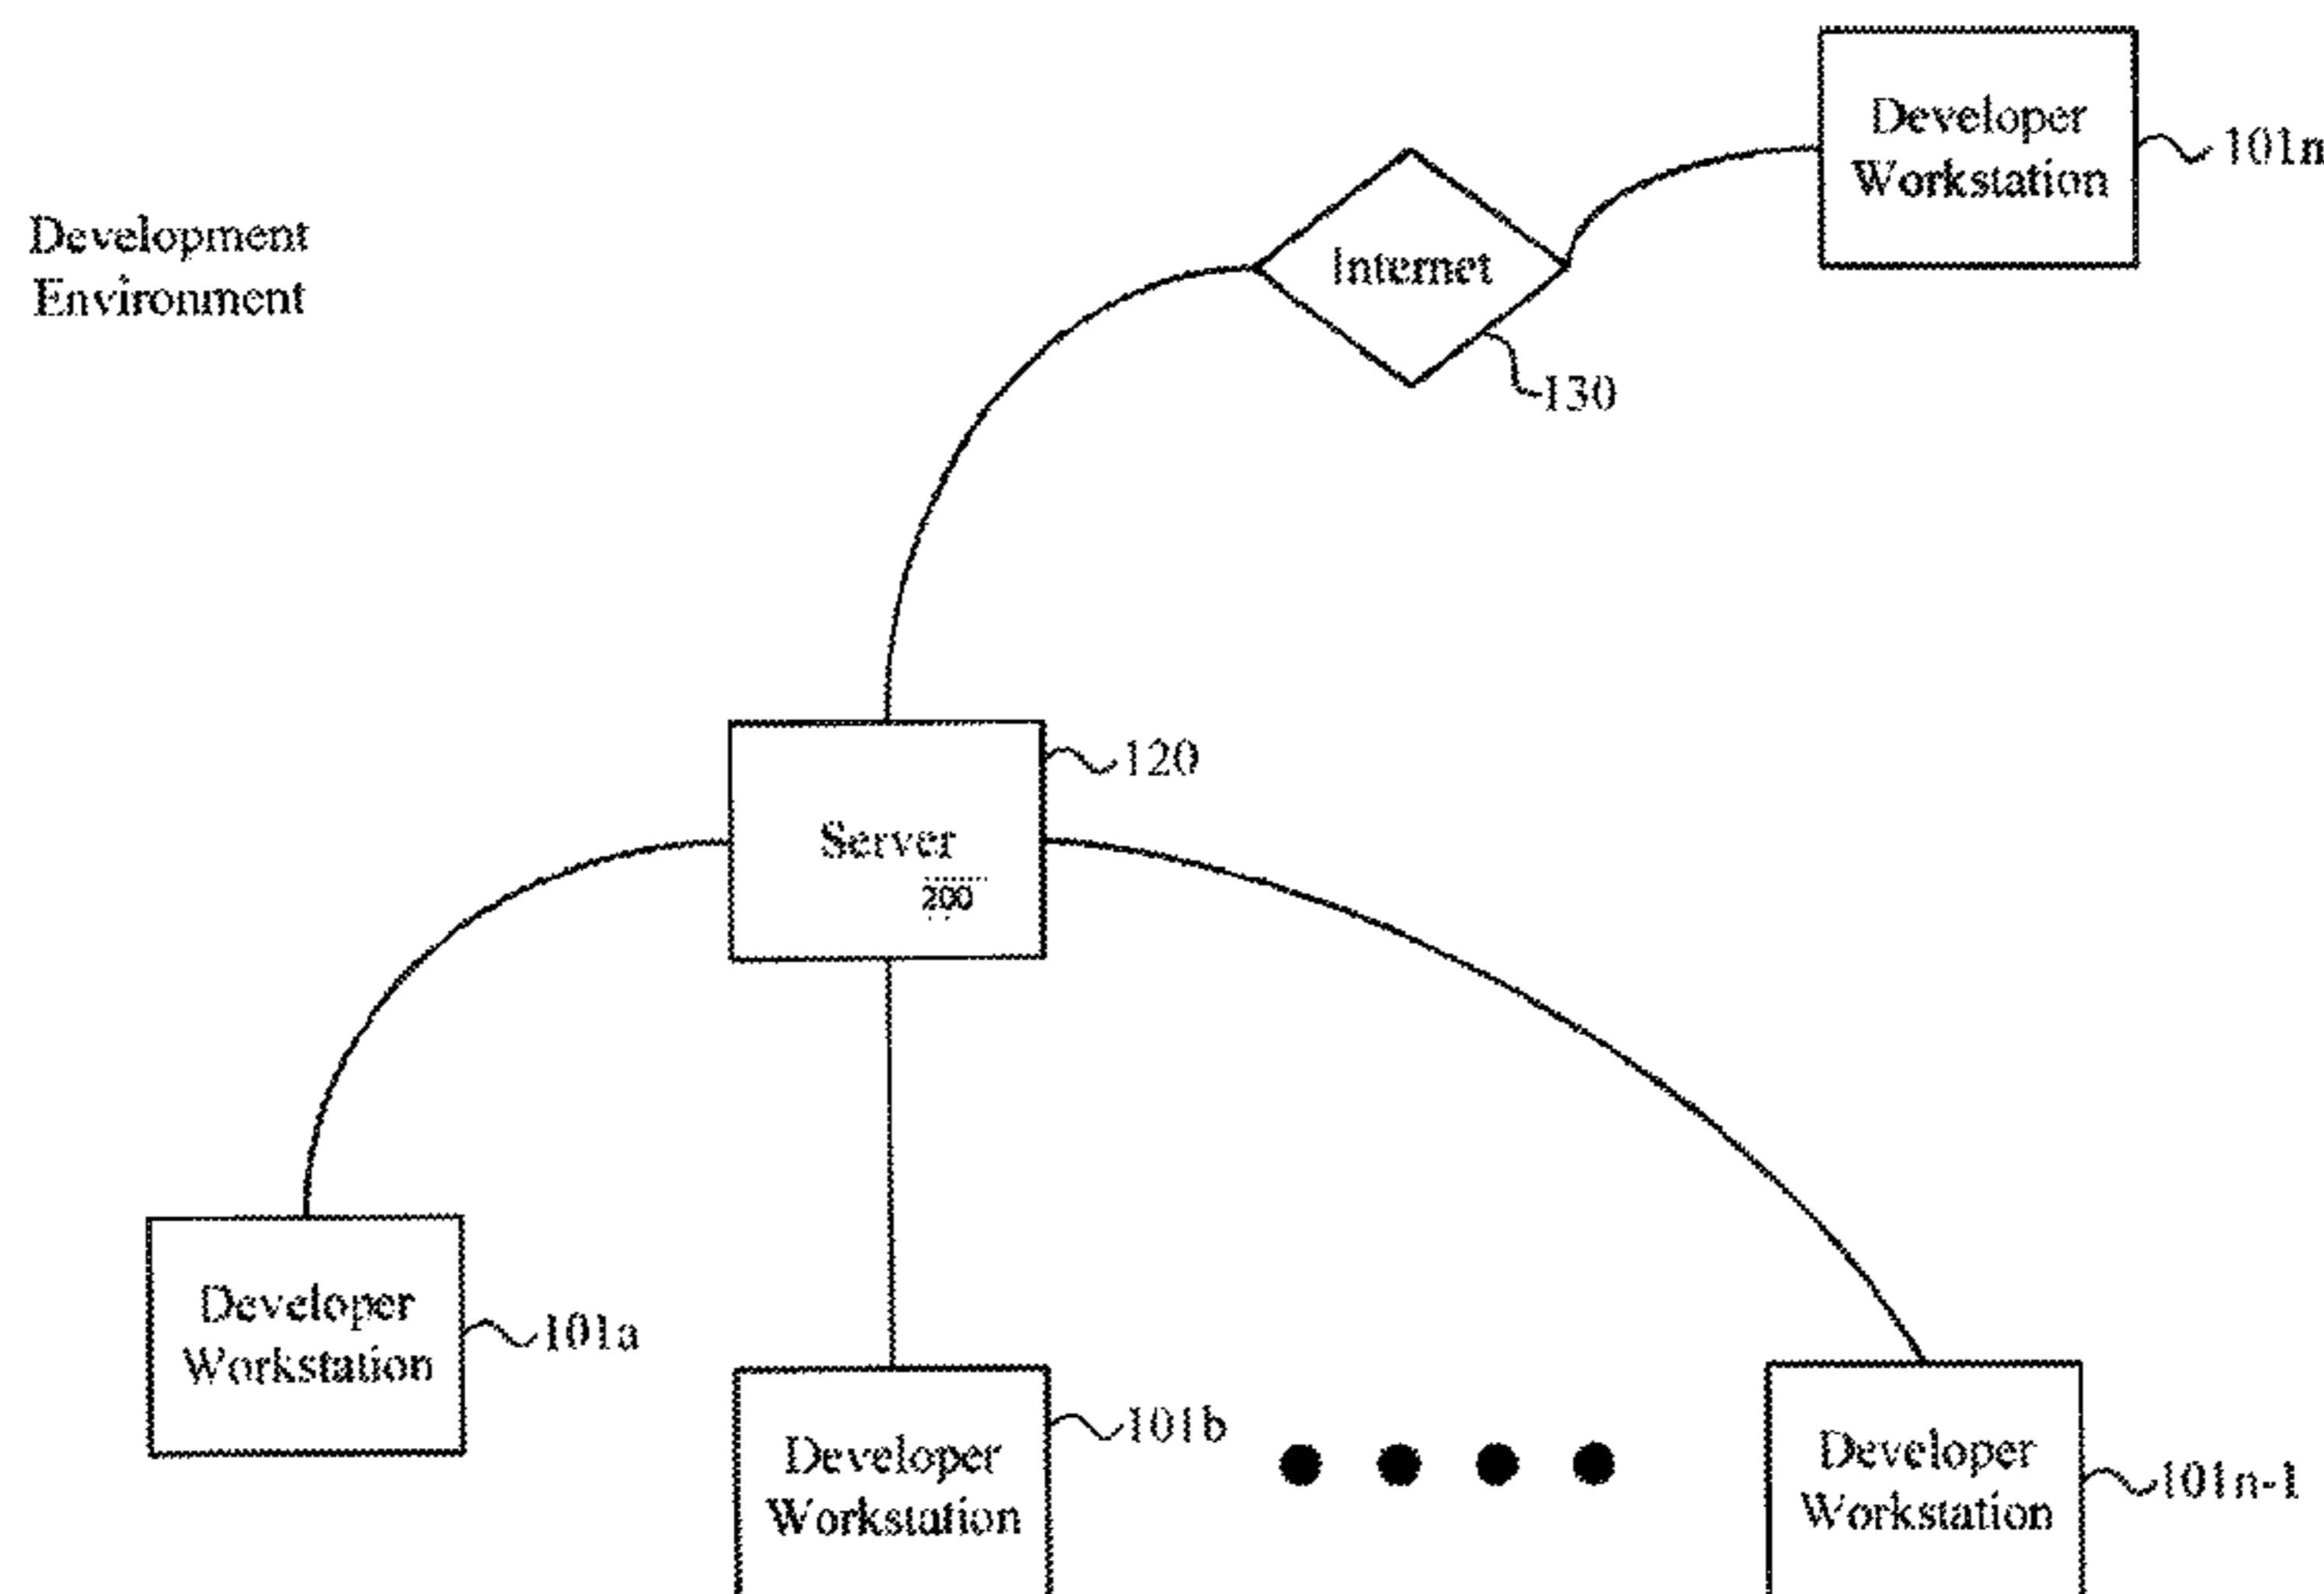 Developer
Workstation
101n
Development
Environment
Internet
130
120
Server
200
Developer
Workstation
101a
Developer
Workstation
101b
Developer
Workstation
101n-1